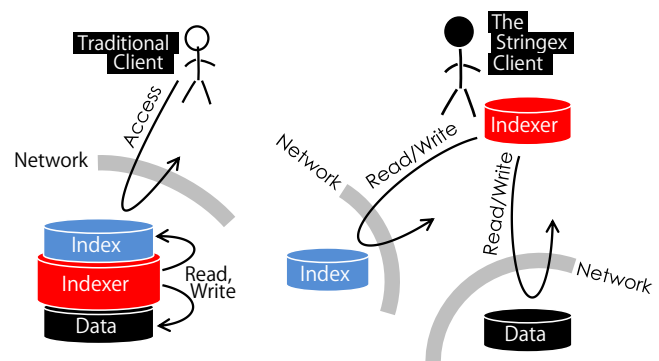 Traditional
Client
Access
Network
Index
Indexer
Data
Read,
Write
The
Stringex
Client
Indexer
Read/Write
Network
Index
Read/Write
Network
Data